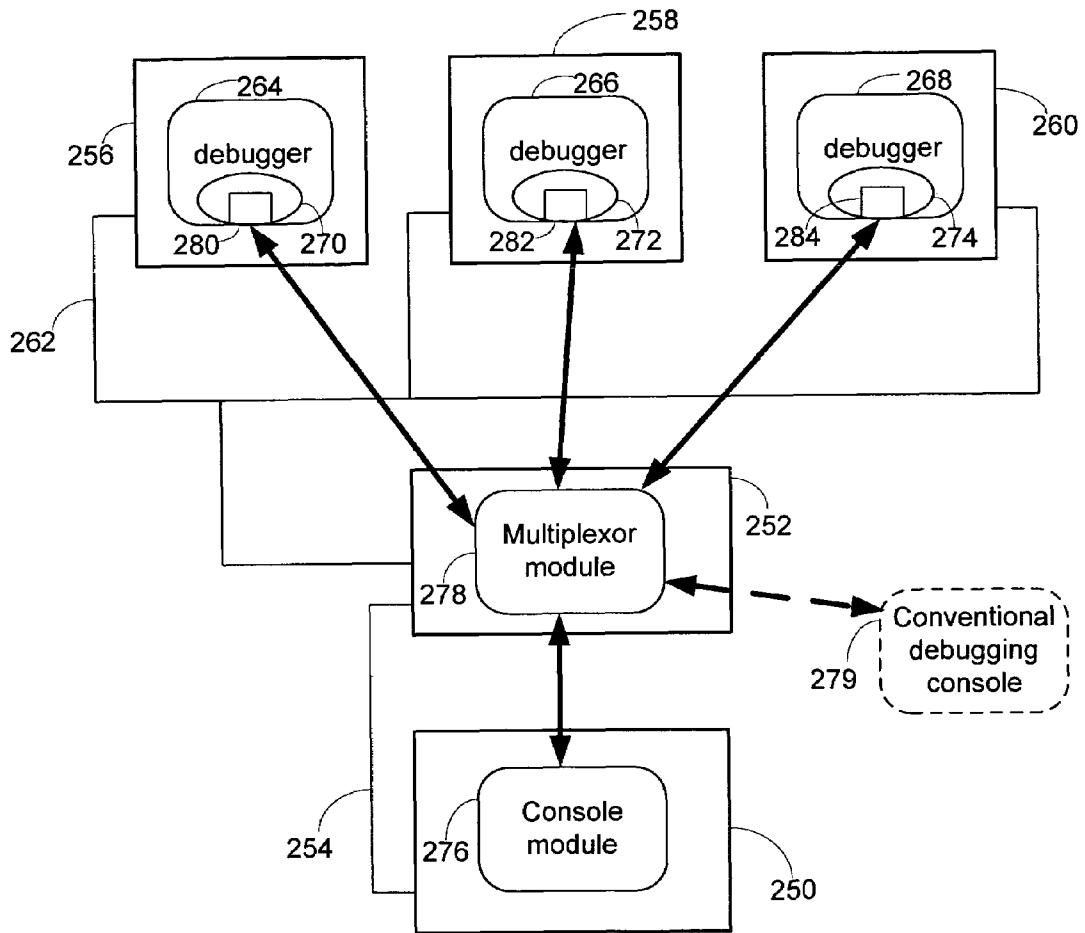 258
264
266
268
256
260
debugger
debugger
debugger
280
270
282
272
284
274
262
252
Multiplexor
module
278
Conventional
debugging
console
279
Console
module
276
254
250